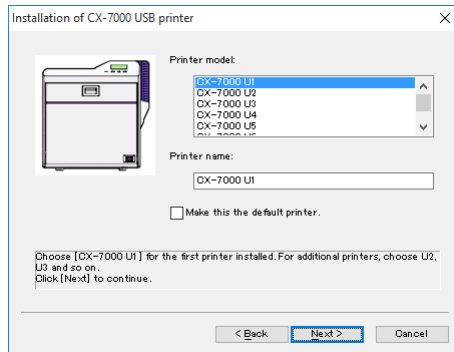 Installation of CX-7000 USB printer
Printer model:
CX-7000 U1
CX-7000 U2
CX-7000 U3
CX-7000 U4
CX-7000 U5
Printer name:
CX-7000 U1
Make this the default printer.
Choose [CX-7000 U1] for the first printer installed. For additional printers, choose U2,
U3 and so on.
Click [Next] to continue.
< Back
Next >
Cancel